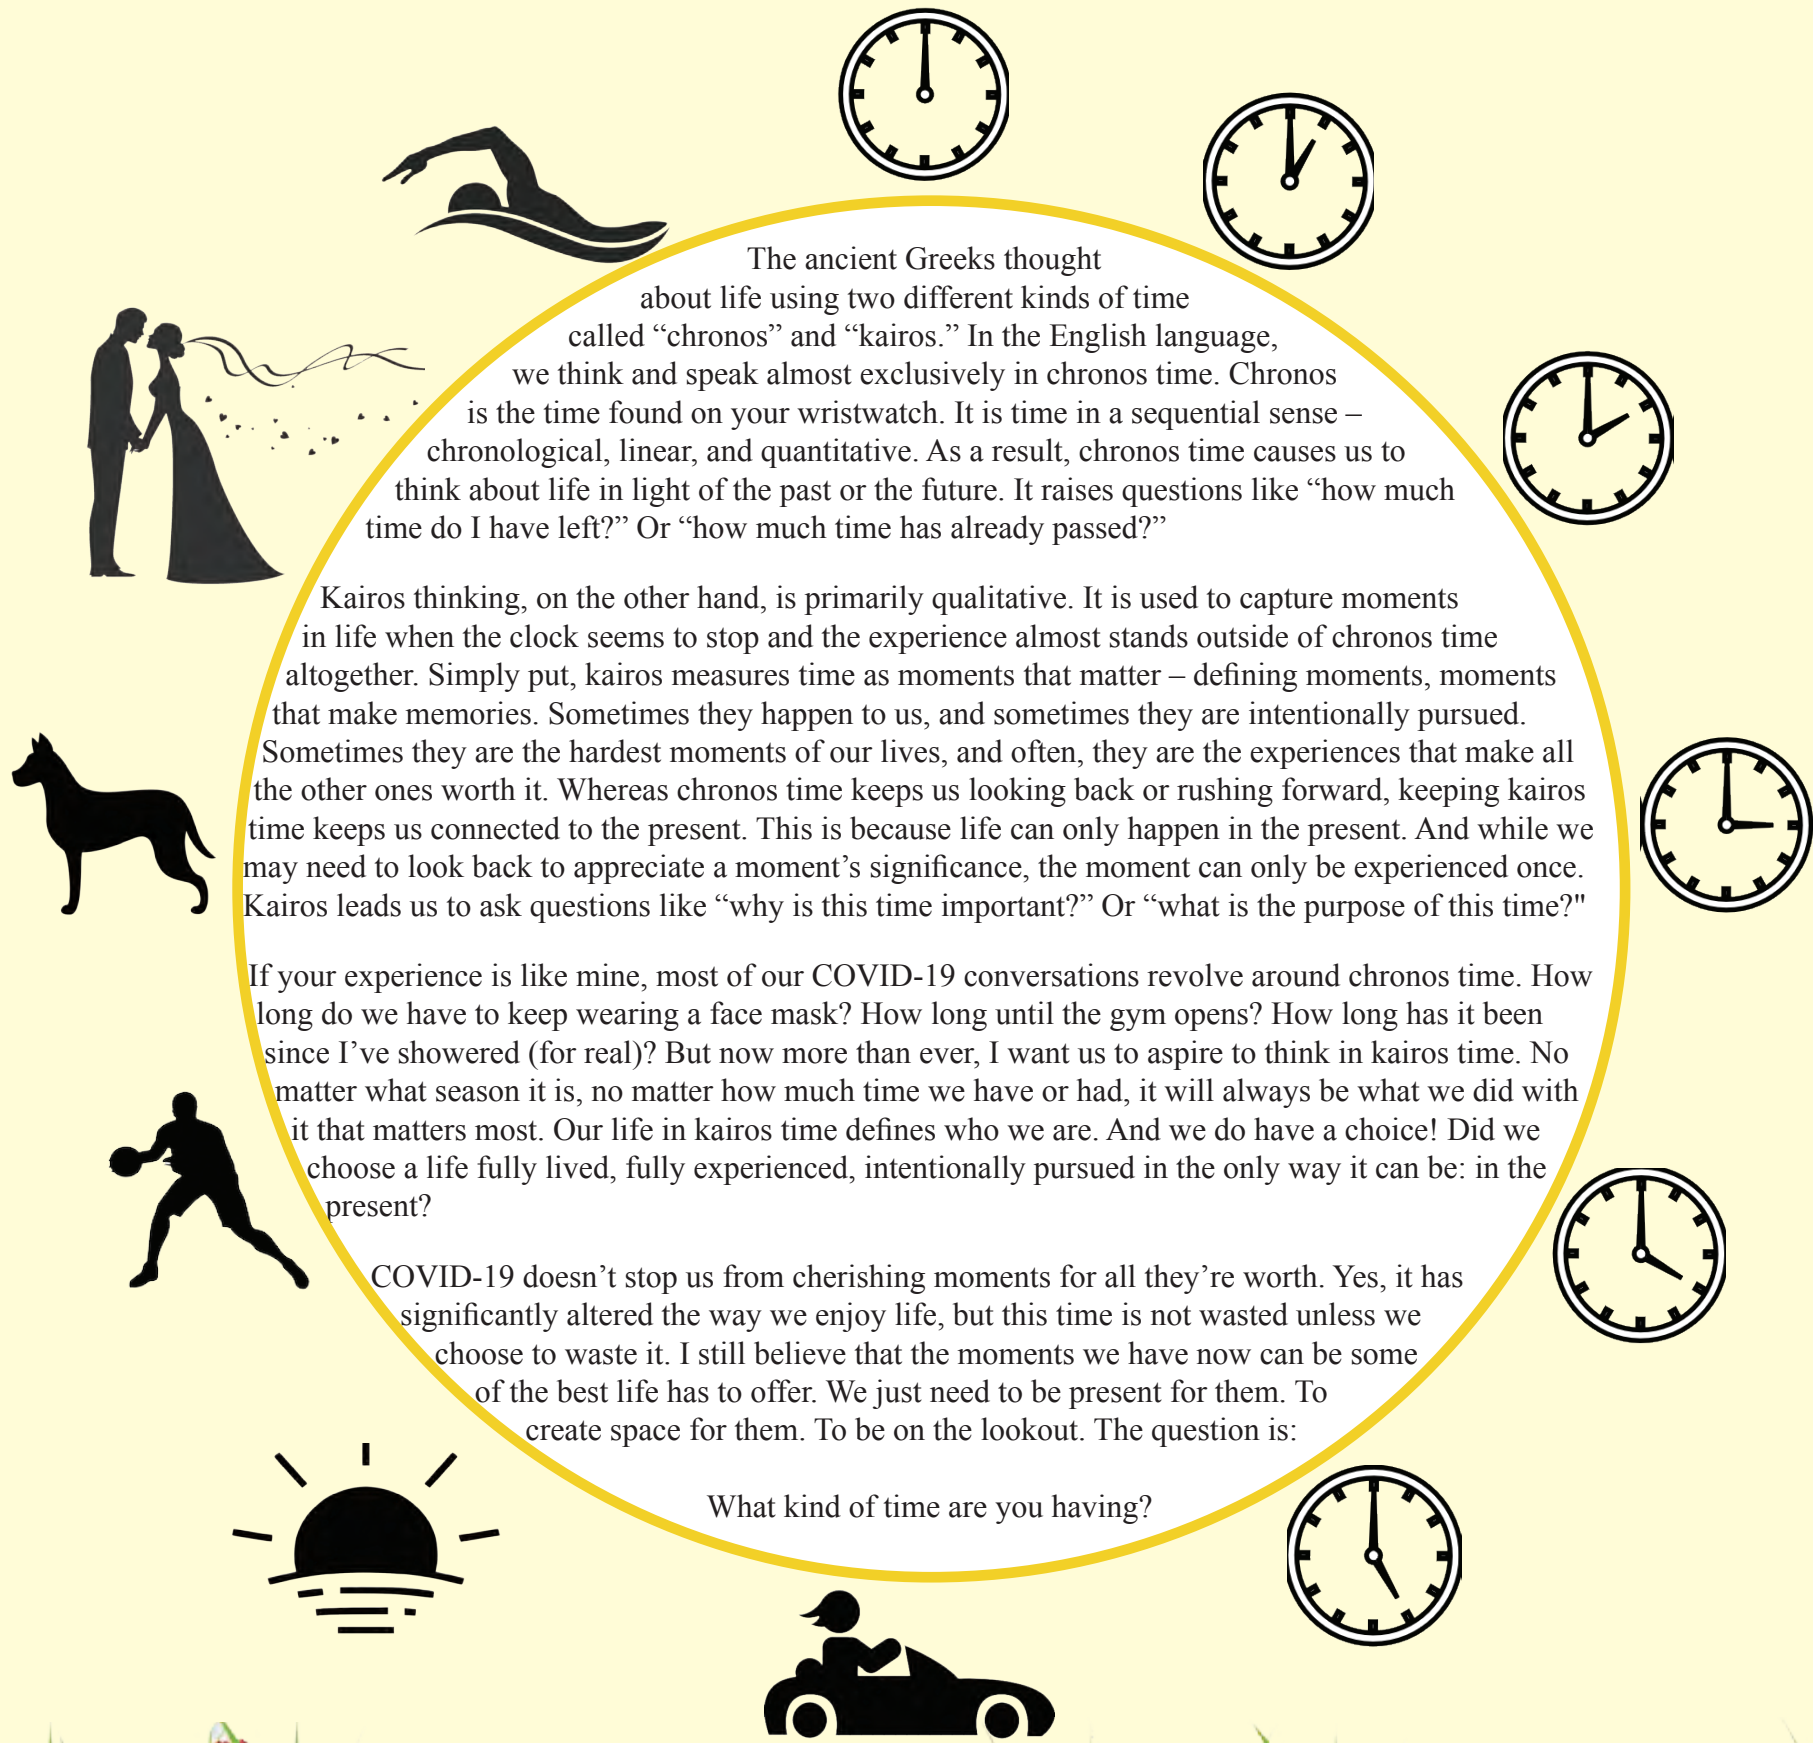 The ancient Greeks thought
about life using two different kinds of time
called “chronos” and “kairos.” In the English language,
we think and speak almost exclusively in chronos time. Chronos
is the time found on your wristwatch. It is time in a sequential sense –
chronological, linear, and quantitative. As a result, chronos time causes us to
think about life in light of the past or the future. It raises questions like “how much
time do I have left?” Or “how much time has already passed?”
Kairos thinking, on the other hand, is primarily qualitative. It is used to capture moments
in life when the clock seems to stop and the experience almost stands outside of chronos time
altogether. Simply put, kairos measures time as moments that matter – defining moments, moments
that make memories. Sometimes they happen to us, and sometimes they are intentionally pursued.
Sometimes they are the hardest moments of our lives, and often, they are the experiences that make all
the other ones worth it. Whereas chronos time keeps us looking back or rushing forward, keeping kairos
time keeps us connected to the present. This is because life can only happen in the present. And while we
may need to look back to appreciate a moment’s significance, the moment can only be experienced once.
Kairos leads us to ask questions like “why is this time important?” Or “what is the purpose of this time?"
If your experience is like mine, most of our COVID-19 conversations revolve around chronos time. How
long do we have to keep wearing a face mask? How long until the gym opens? How long has it been
since I’ve showered (for real)? But now more than ever, I want us to aspire to think in kairos time. No
matter what season it is, no matter how much time we have or had, it will always be what we did with
it that matters most. Our life in kairos time defines who we are. And we do have a choice! Did we
choose a life fully lived, fully experienced, intentionally pursued in the only way it can be: in the
present?
COVID-19 doesn’t stop us from cherishing moments for all they’re worth. Yes, it has
significantly altered the way we enjoy life, but this time is not wasted unless we
choose to waste it. I still believe that the moments we have now can be some
of the best life has to offer. We just need to be present for them. To
create space for them. To be on the lookout. The question is:
What kind of time are you having?